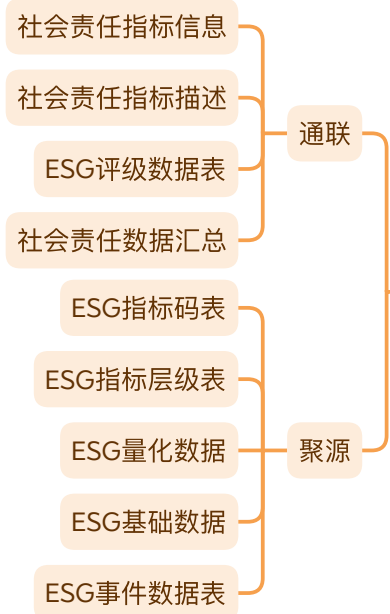 社会责任指标信息
社会责任指标描述
ESG评级数据表
社会责任数据汇总
通联
ESG指标码表
ESG指标层级表
ESG量化数据
ESG基础数据
ESG事件数据表
聚源